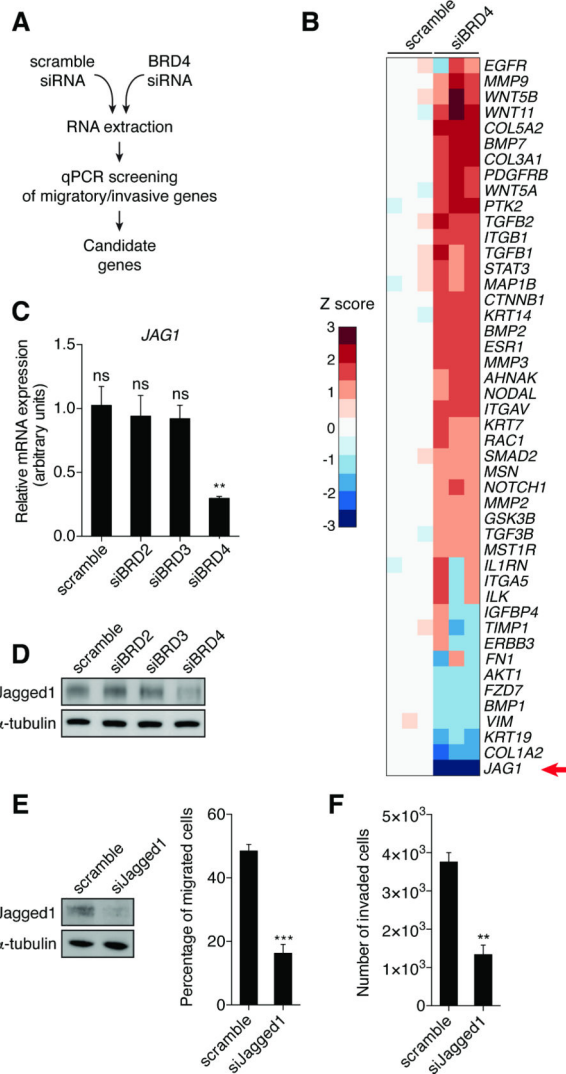 A
scramble siRNA
BRD4 siRNA
RNA extraction
qPCR screening
of migratory/invasive genes
Candidate
genes
B
scramble
siBRD4
EGFR
MMP9
WNT5B
WNT11
COL5A2
BMP7
COL3A1
PDGFRB
WNT5A
PTK2
TGFB2
ITGB1
TGFB1
STAT3
MAP1B
CTNNB1
KRT14
BMP2
ESR1
MMP3
AHNAK
NODAL
ITGAV
KRT7
RAC1
SMAD2
MSN
NOTCH1
MMP2
GSK3B
TGF3B
MST1R
IL1RN
ITGA5
ILK
IGFBP4
TIMP1
ERBB3
FN1
AKT1
FZD7
BMP1
VIM
KRT19
COL1A2
JAG1
Z score
3
2
1
0
-1
-2
-3
C
JAG1
Relative mRNA expression
(arbitrary units)
1.5
1.0
0.5
0.0
ns
ns
ns
**
scramble
siBRD2
siBRD3
siBRD4
D
scramble
siBRD2
siBRD3
siBRD4
Jagged1
α-tubulin
E
scramble
siJagged1
Jagged1
α-tubulin
Percentage of migrated cells
60
40
20
0
***
scramble
siJagged1
F
Number of invaded cells
5×10³
4×10³
3×10³
2×10³
1×10³
0
**
scramble
siJagged1